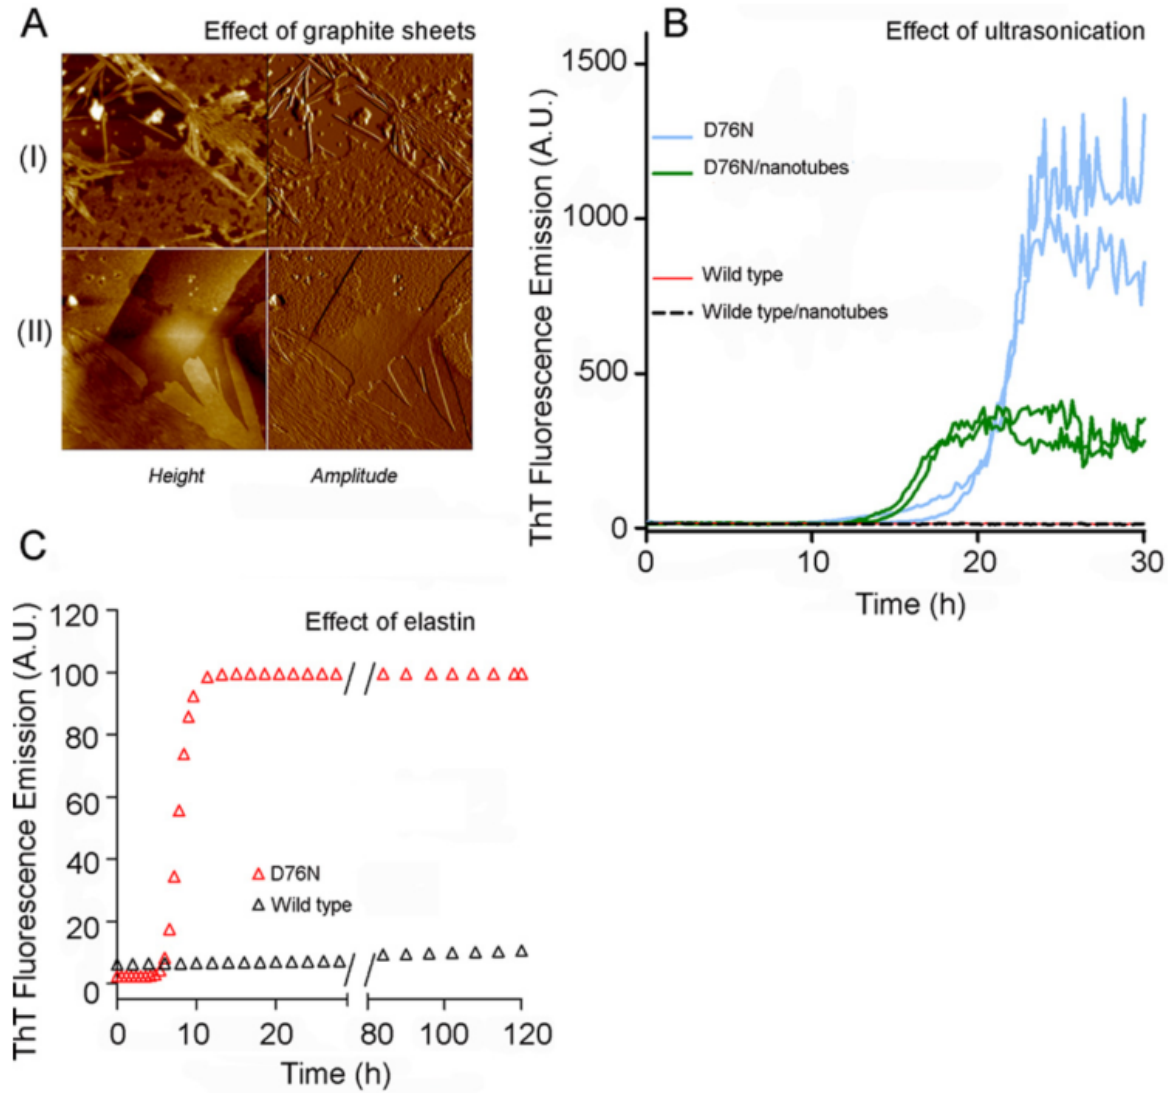 A
Effect of graphite sheets
(I)
(II)
Height
Amplitude
B
Effect of ultrasonication
ThT Fluorescence Emission (A.U.)
1500
1000
500
0
D76N
D76N/nanotubes
Wild type
Wilde type/nanotubes
0
10
20
30
Time (h)
C
Effect of elastin
ThT Fluorescence Emission (A.U.)
120
100
80
60
40
20
0
D76N
Wild type
0
10
20
80
100
120
Time (h)